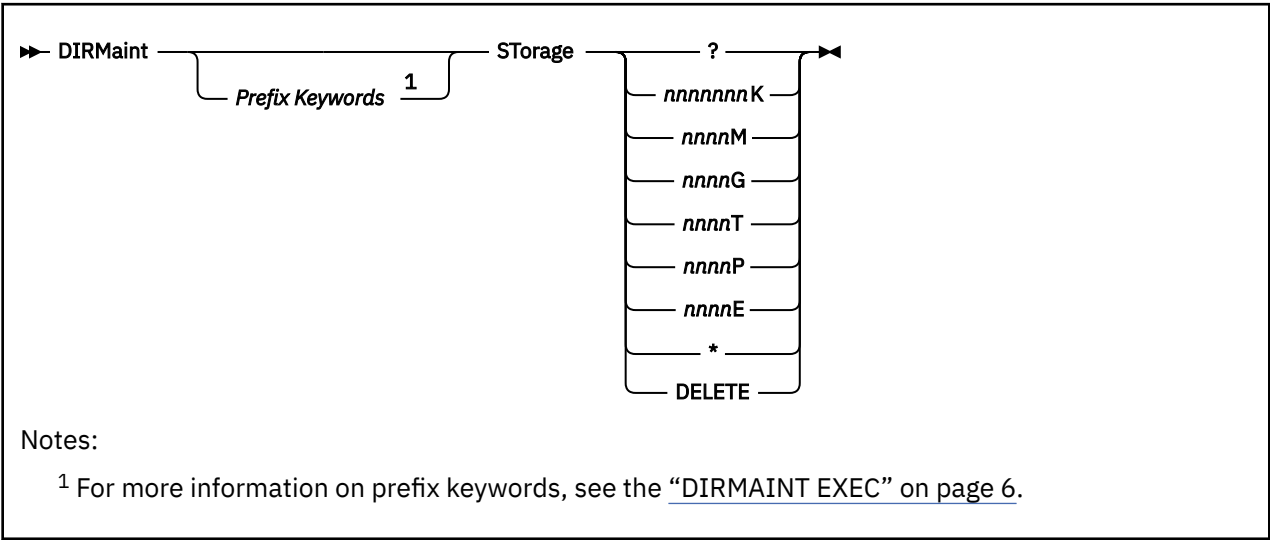 DIRMaint STorage ?
Prefix Keywords 1
nnnnnnnK
nnnnM
nnnnG
nnnnT
nnnnP
nnnnE
*
DELETE
Notes:
1 For more information on prefix keywords, see the “DIRMAINT EXEC” on page 6.